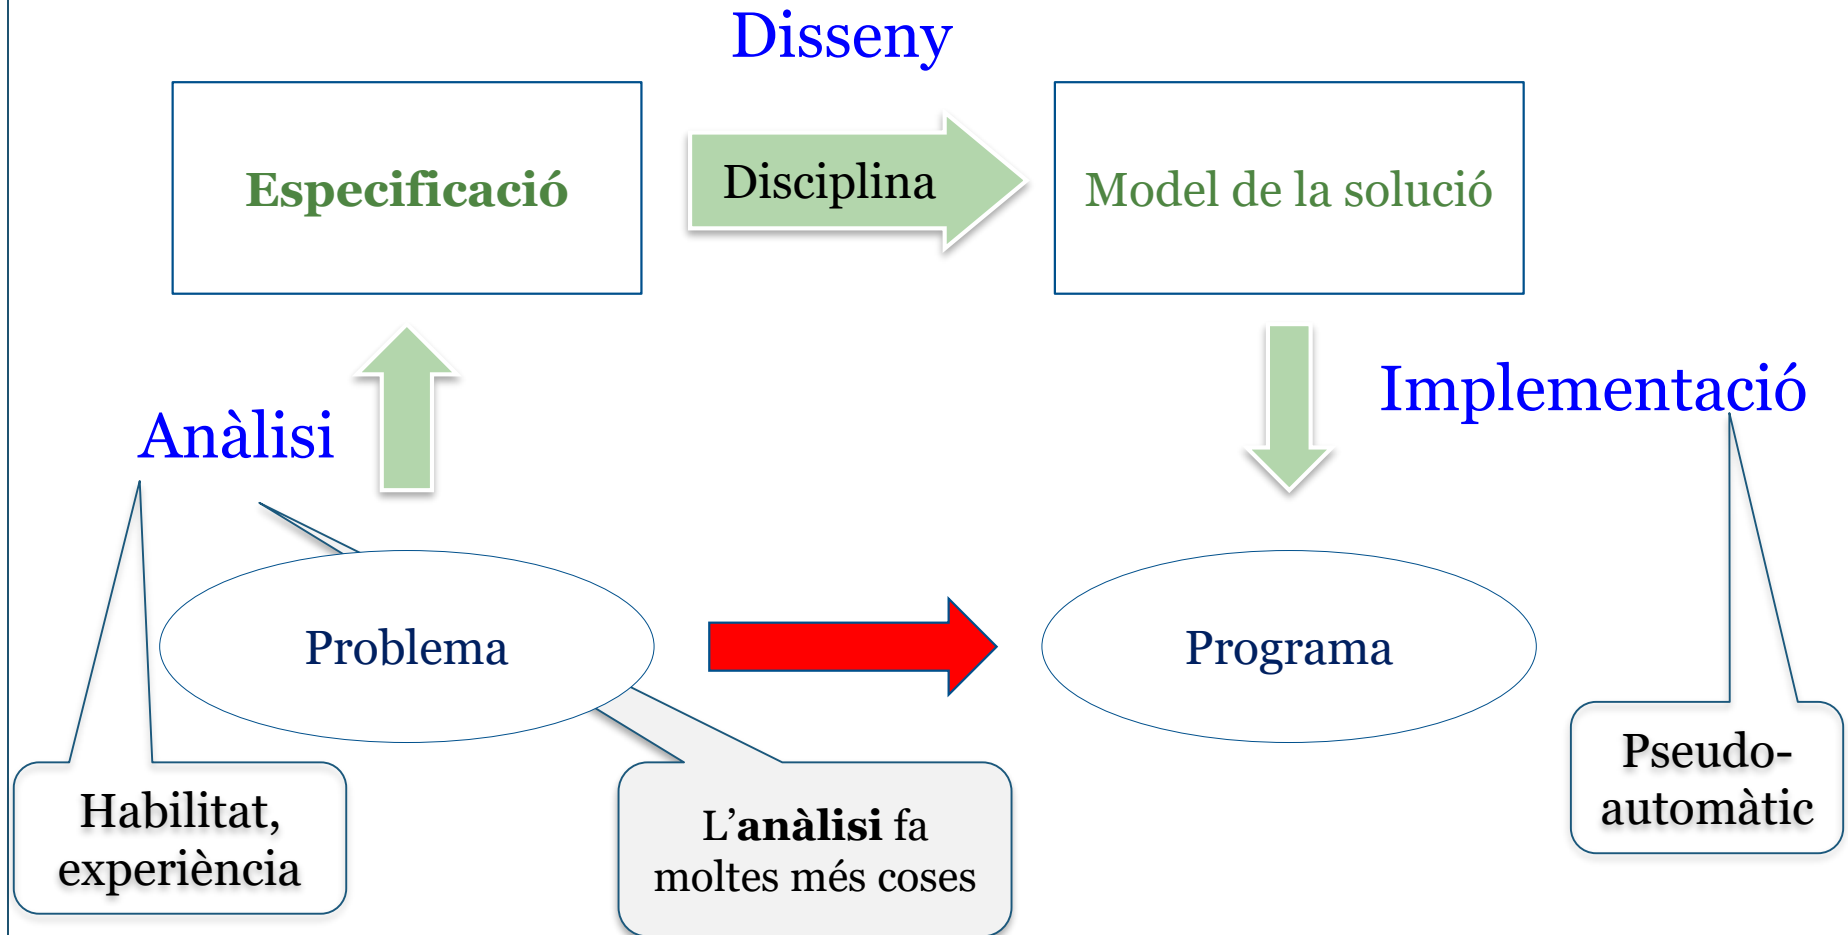 Disseny
Especificació
Disciplina
Model de la solució
Anàlisi
Implementació
Problema
Programa
Habilitat,
experiència
L’anàlisi fa
moltes més coses
Pseudo-
automàtic